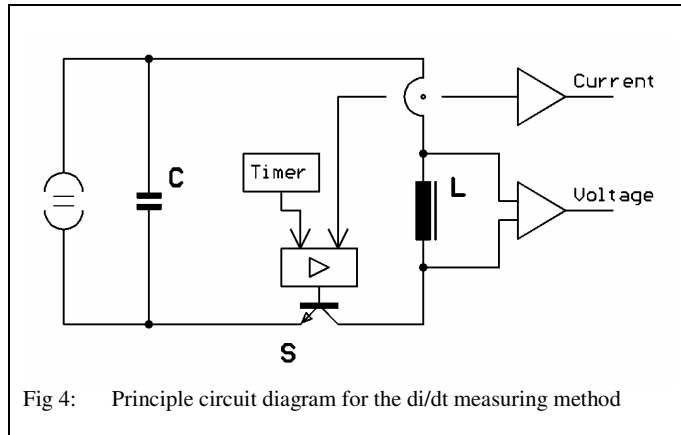 Current
C
Timer
L
Voltage
S
Fig 4: Principle circuit diagram for the di/dt measuring method